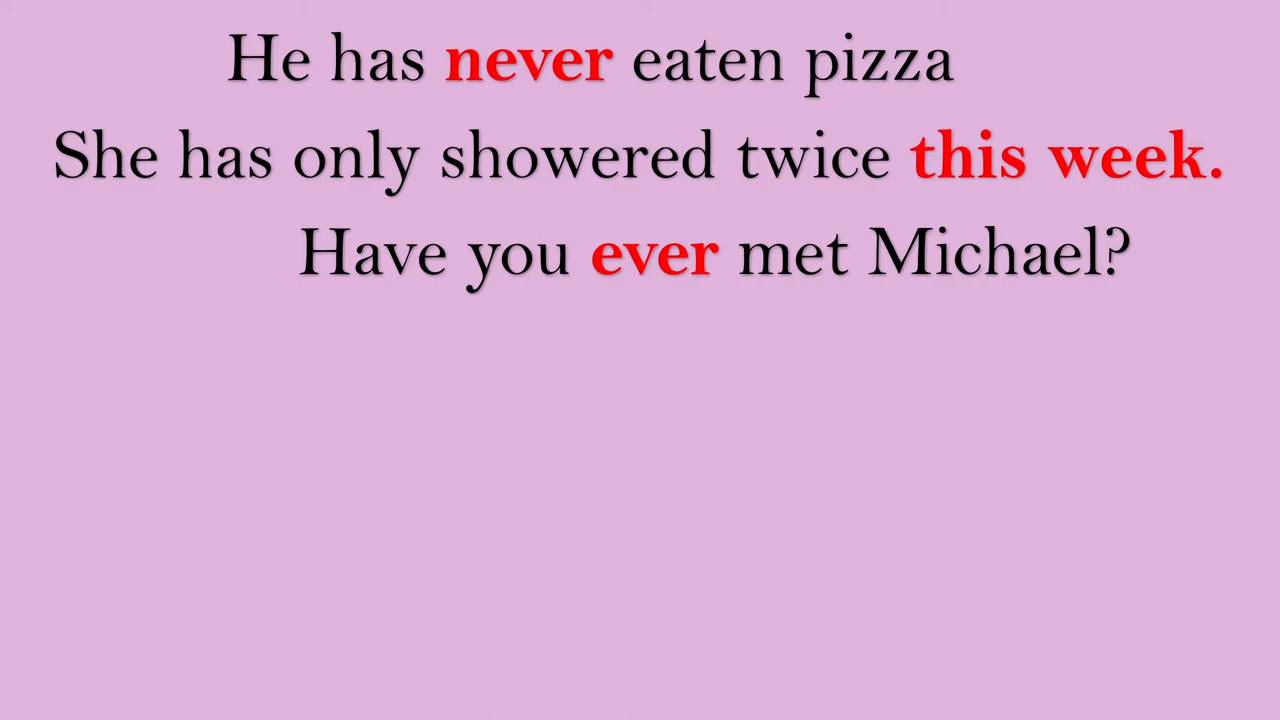 He has never eaten pizza
She has only showered twice this week.
Have you ever met Michael?